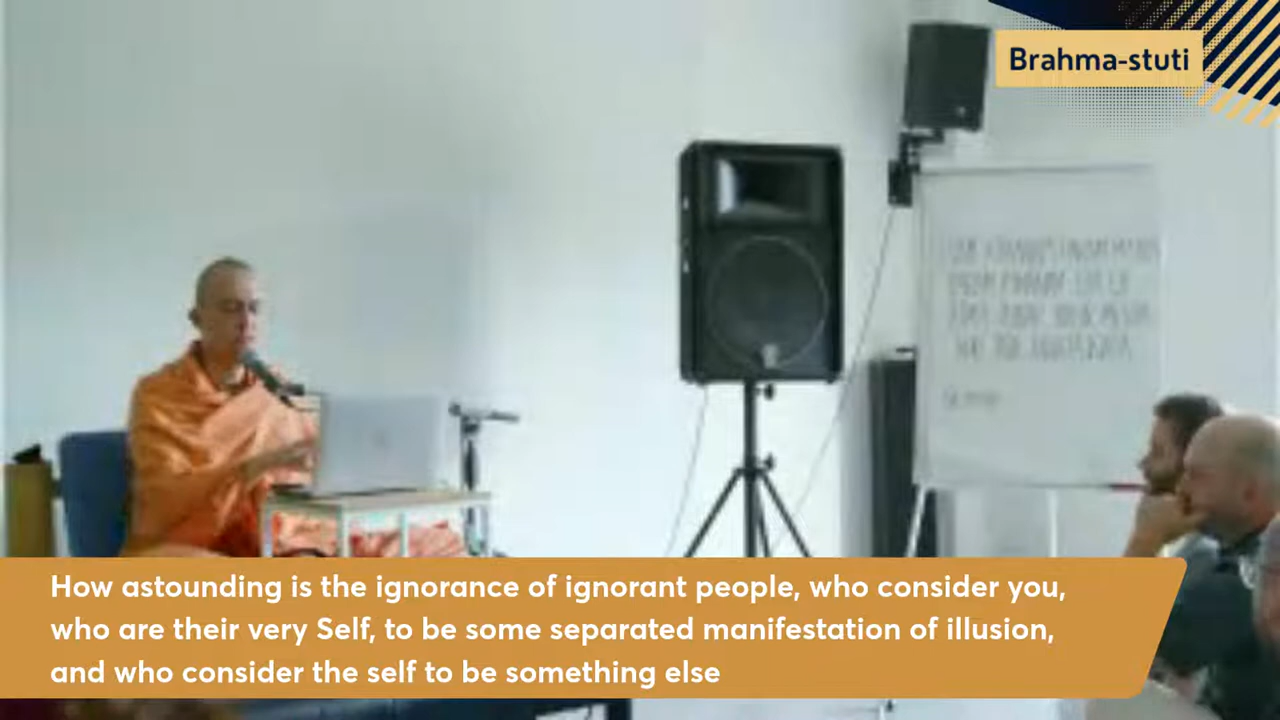 Brahma-stuti
How astounding is the ignorance of ignorant people, who consider you,
who are their very Self, to be some separated manifestation of illusion,
and who consider the self to be something else